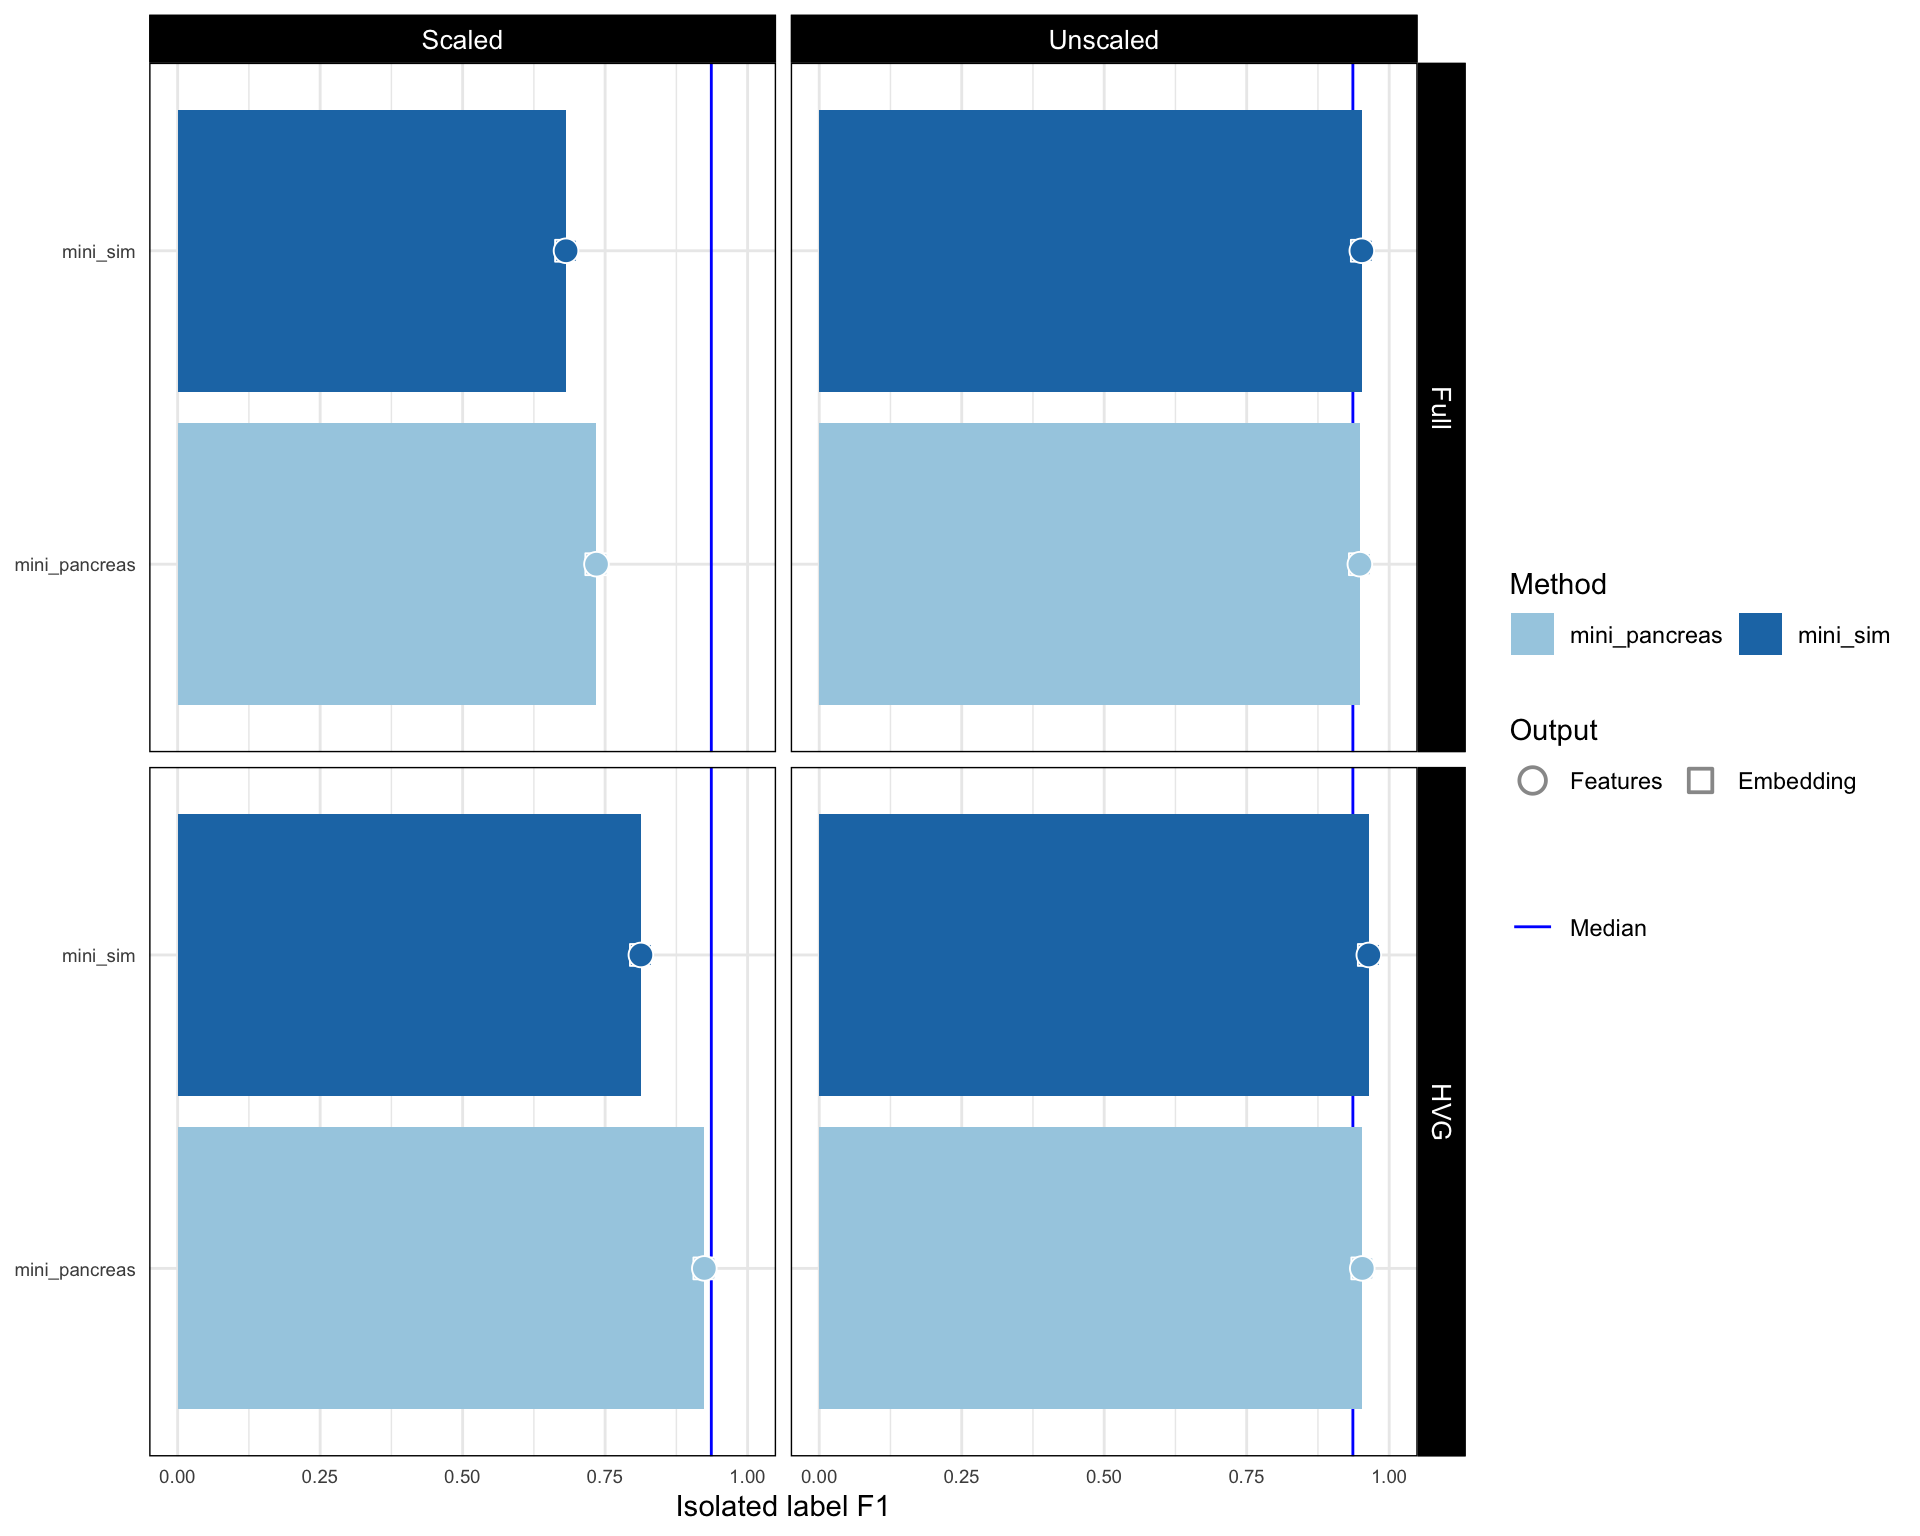 Scaled
Unscaled
mini_sim
mini_pancreas
Full
mini_sim
mini_pancreas
HVG
0.00 0.25 0.50 0.75 1.00
0.00 0.25 0.50 0.75 1.00
Isolated label F1
Method
mini_pancreas mini_sim
Output
Features Embedding
Median